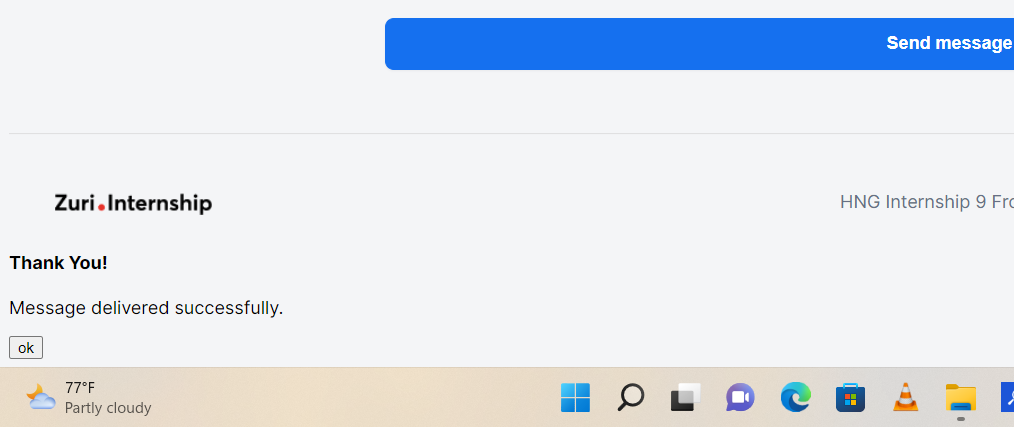 Send message
Zuri.Internship
HNG Internship 9 Fro
Thank You!
Message delivered successfully.
ok
77°F
Partly cloudy